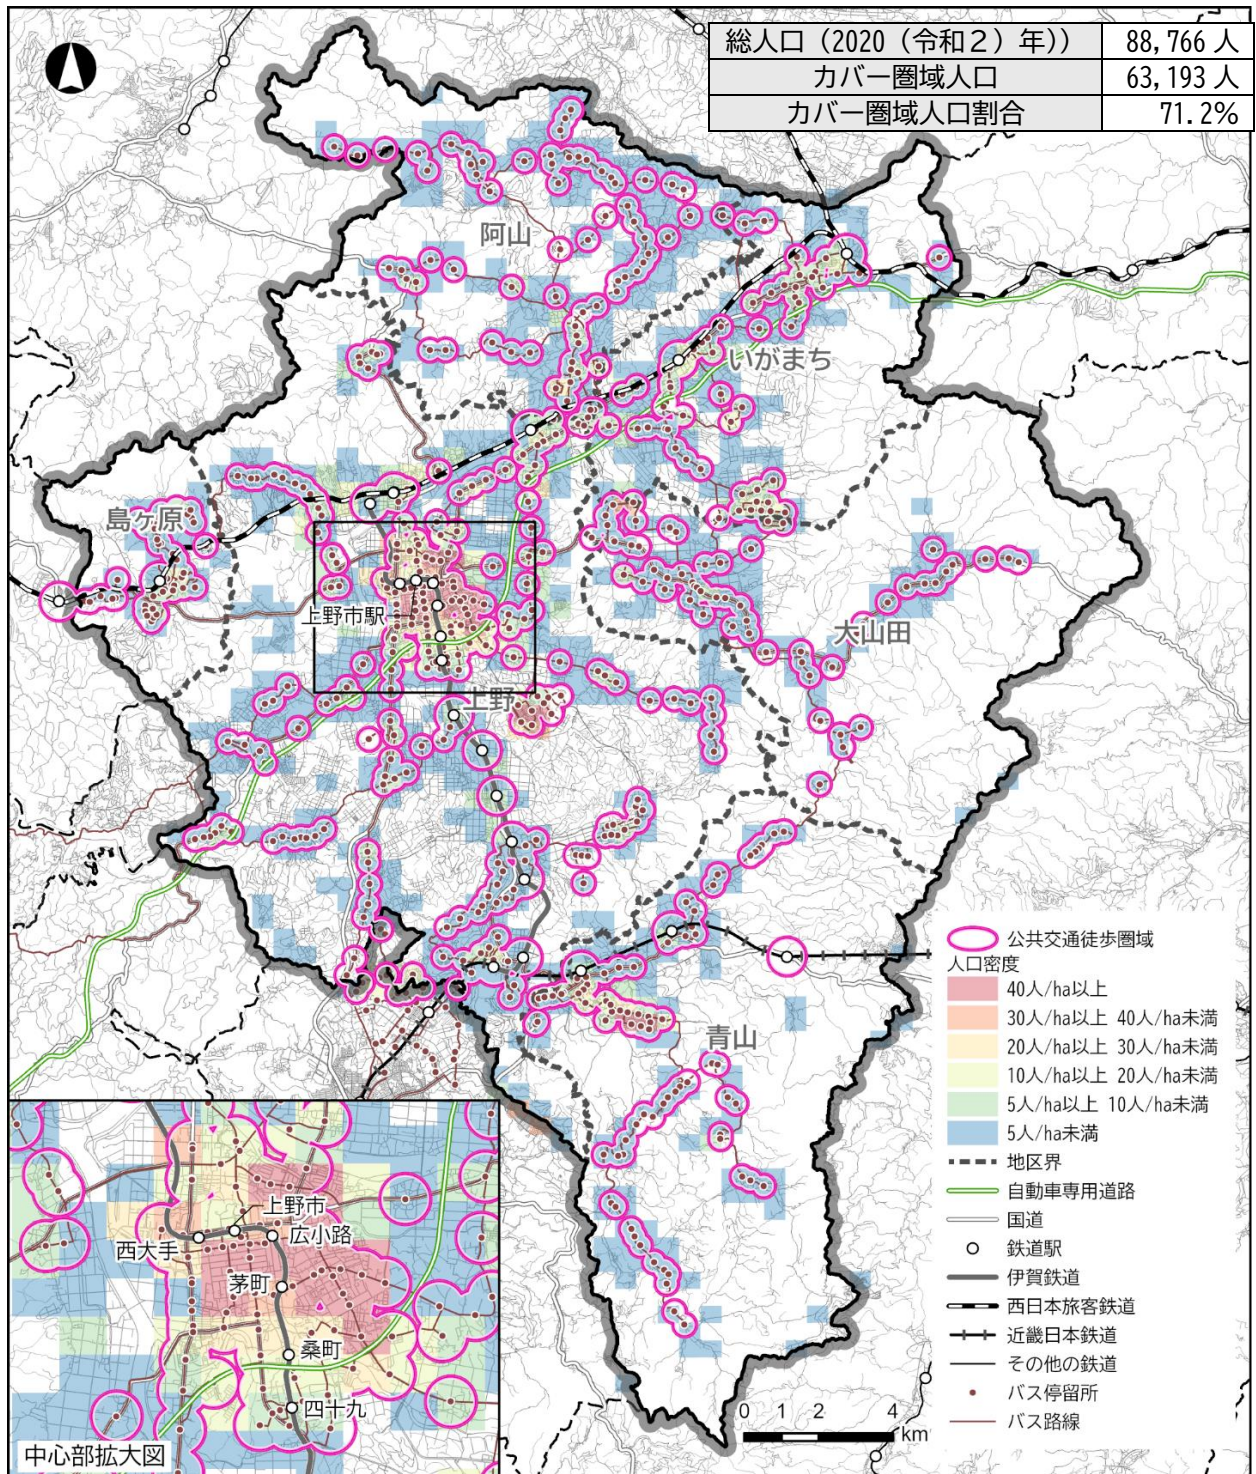 総人口（2020（令和２）年)） 88,766 人
カバー圏域人口 63,193 人
カバー圏域人口割合 71.2%
阿山
いがまち
島ヶ原
上野市駅
大山田
上野
青山
公共交通徒歩圏域
人口密度
40人/ha以上
30人/ha以上 40人/ha未満
20人/ha以上 30人/ha未満
10人/ha以上 20人/ha未満
5人/ha以上 10人/ha未満
5人/ha未満
地区界
自動車専用道路
国道
鉄道駅
伊賀鉄道
西日本旅客鉄道
近畿日本鉄道
その他の鉄道
バス停留所
バス路線
0 1 2 4
km
上野市
西大手
広小路
茅町
桑町
四十九
中心部拡大図